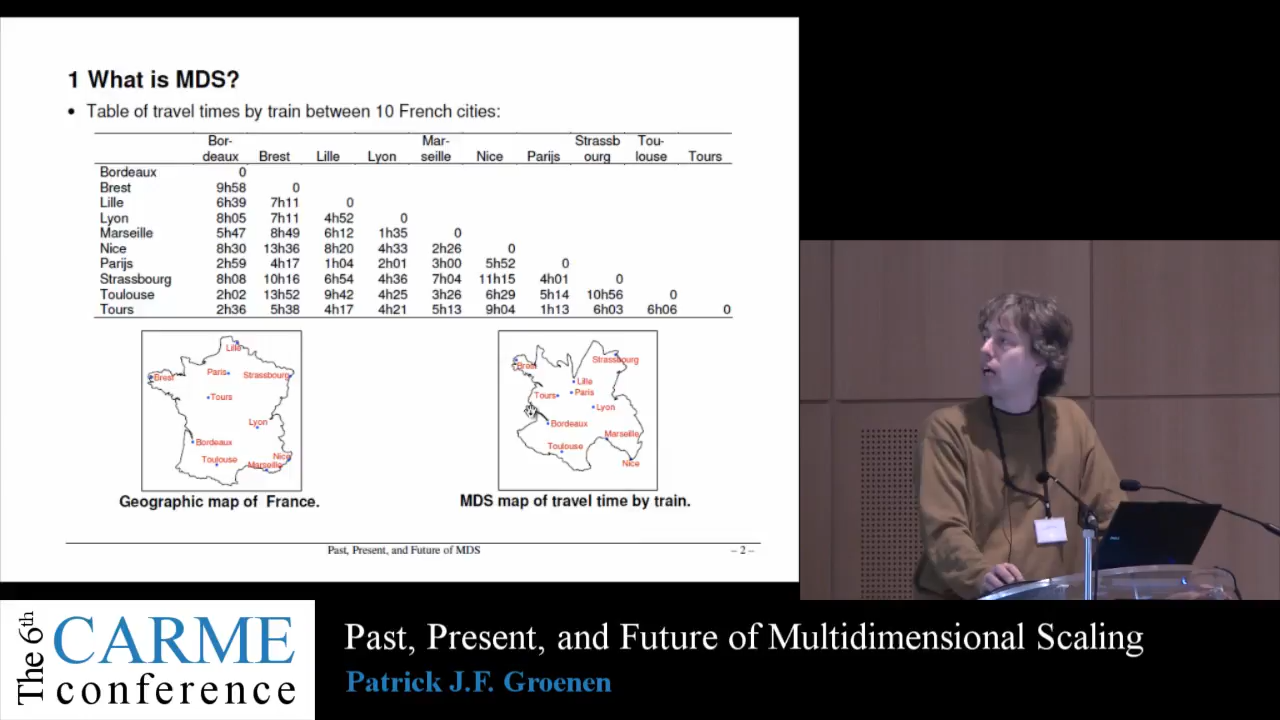 1 What is MDS?
• Table of travel times by train between 10 French cities:
Bor- Mar- Strassb Tou-
deaux Brest Lille Lyon seille Nice Parijs ourg louse Tours
Bordeaux 0
Brest 9h58 0
Lille 6h39 7h11 0
Lyon 8h05 7h11 4h52 0
Marseille 5h47 8h49 6h12 1h35 0
Nice 8h30 13h36 8h20 4h33 2h26 0
Parijs 2h59 4h17 1h04 2h01 3h00 5h52 0
Strassbourg 8h08 10h16 6h54 4h36 7h04 11h15 4h01 0
Toulouse 2h02 13h52 9h42 4h25 3h26 6h29 5h14 10h56 0
Tours 2h36 5h38 4h17 4h21 5h13 9h04 1h13 6h03 6h06 0
Lille
Paris
Strassbourg
Brest
Tours
Lyon
Bordeaux
Nice
Toulouse
Marseille
Geographic map of France.
Strassbourg
Brest
Lille
Paris
Tours
Lyon
Bordeaux
Marseille
Toulouse
Nice
MDS map of travel time by train.
Past, Present, and Future of MDS
– 2 –
The 6th
CARME
conference
Past, Present, and Future of Multidimensional Scaling
Patrick J.F. Groenen